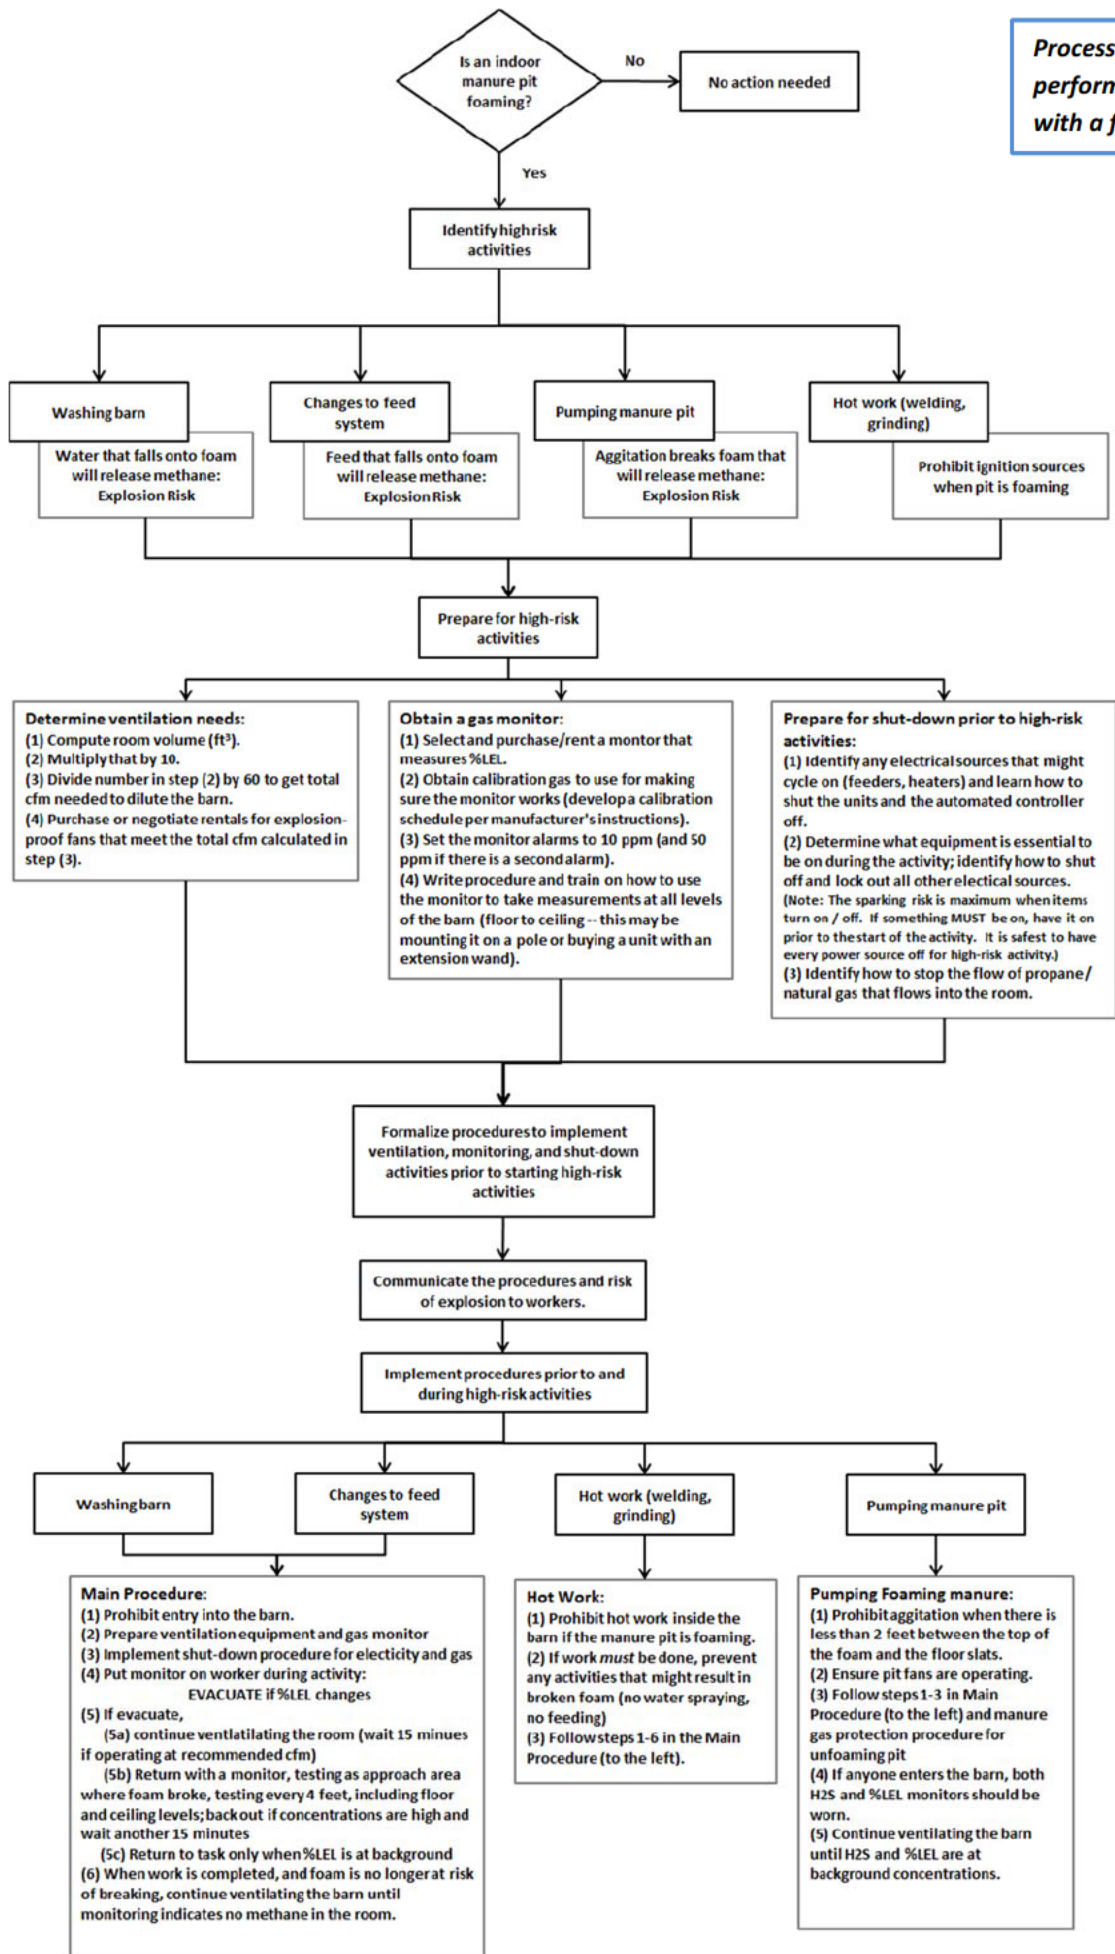 Is an indoor
manure pit
foaming?
No
No action needed
Process
perform
with a f
Yes
Identify high risk
activities
Washing barn
Water that falls onto foam
will release methane:
Explosion Risk
Changes to feed
system
Feed that falls onto foam
will release methane:
Explosion Risk
Pumping manure pit
Aggitation breaks foam that
will release methane:
Explosion Risk
Hot work (welding,
grinding)
Prohibit ignition sources
when pit is foaming
Prepare for high-risk
activities
Determine ventilation needs:
(1) Compute room volume (ft³).
(2) Multiply that by 10.
(3) Divide number in step (2) by 60 to get total
cfm needed to dilute the barn.
(4) Purchase or negotiate rentals for explosion-
proof fans that meet the total cfm calculated in
step (3).
Obtain a gas monitor:
(1) Select and purchase/rent a montor that
measures %LEL.
(2) Obtain calibration gas to use for making
sure the monitor works (develop a calibration
schedule per manufacturer's instructions).
(3) Set the monitor alarms to 10 ppm (and 50
ppm if there is a second alarm).
(4) Write procedure and train on how to use
the monitor to take measurements at all levels
of the barn (floor to ceiling -- this may be
mounting it on a pole or buying a unit with an
extension wand).
Prepare for shut-down prior to high-risk
activities:
(1) Identify any electrical sources that might
cycle on (feeders, heaters) and learn how to
shut the units and the automated controller
off.
(2) Determine what equipment is essential to
be on during the activity; identify how to shut
off and lock out all other electical sources.
(Note: The sparking risk is maximum when items
turn on / off. If something MUST be on, have it on
prior to the start of the activity. It is safest to have
every power source off for high-risk activity.)
(3) Identify how to stop the flow of propane/
natural gas that flows into the room.
Formalize procedures to implement
ventilation, monitoring, and shut-down
activities prior to starting high-risk
activities
Communicate the procedures and risk
of explosion to workers.
Implement procedures prior to and
during high-risk activities
Washing barn
Changes to feed
system
Hot work (welding,
grinding)
Pumping manure pit
Main Procedure:
(1) Prohibit entry into the barn.
(2) Prepare ventilation equipment and gas monitor
(3) Implement shut-down procedure for electicity and gas
(4) Put monitor on worker during activity:
EVACUATE if %LEL changes
(5) If evacuate,
(5a) continue ventlatilating the room (wait 15 minues
if operating at recommended cfm)
(5b) Return with a monitor, testing as approach area
where foam broke, testing every 4 feet, including floor
and ceiling levels; back out if concentrations are high and
wait another 15 minutes
(5c) Return to task only when %LEL is at background
(6) When work is completed, and foam is no longer at risk
of breaking, continue ventilating the barn until
monitoring indicates no methane in the room.
Hot Work:
(1) Prohibit hot work inside the
barn if the manure pit is foaming.
(2) If work must be done, prevent
any activities that might result in
broken foam (no water spraying,
no feeding)
(3) Follow steps 1-6 in the Main
Procedure (to the left).
Pumping Foaming manure:
(1) Prohibit aggitation when there is
less than 2 feet between the top of
the foam and the floor slats.
(2) Ensure pit fans are operating.
(3) Follow steps 1-3 in Main
Procedure (to the left) and manure
gas protection procedure for
unfoaming pit
(4) If anyone enters the barn, both
H2S and %LEL monitors should be
worn.
(5) Continue ventilating the barn
until H2S and %LEL are at
background concentrations.